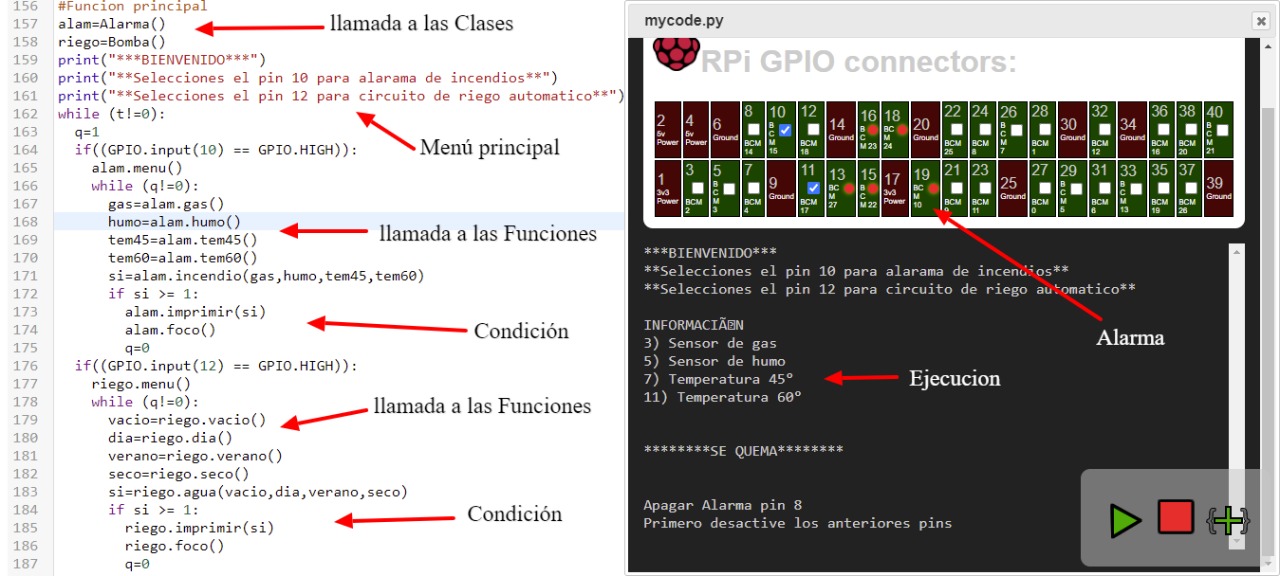 156 #Funcion principal
157 alam=Alarma()
158 riego=Bomba()
159 print("***BIENVENIDO***")
160 print("**Selecciones el pin 10 para alarama de incendios**")
161 print("**Selecciones el pin 12 para circuito de riego automatico**")
162 while (t!=0):
163 q=1
164 if((GPIO.input(10) == GPIO.HIGH)):
165 alam.menu()
166 while (q!=0):
167 gas=alam.gas()
168 humo=alam.humo()
169 tem45=alam.tem45()
170 tem60=alam.tem60()
171 si=alam.incendio(gas,humo,tem45,tem60)
172 if si >= 1:
173 alam.imprimir(si)
174 alam.foco()
175 q=0
176 if((GPIO.input(12) == GPIO.HIGH)):
177 riego.menu()
178 while (q!=0):
179 vacio=riego.vacio()
180 dia=riego.dia()
181 verano=riego.verano()
182 seco=riego.seco()
183 si=riego.agua(vacio,dia,verano,seco)
184 if si >= 1:
185 riego.imprimir(si)
186 riego.foco()
187 q=0
llamada a las Clases
Menú principal
llamada a las Funciones
Condición
llamada a las Funciones
Condición
mycode.py
RPi GPIO connectors:
2 5v Power
4 5v Power
6 Ground
8 BCM 14
10 BCM 15
12 BCM 18
14 Ground
16 BCM 23
18 BCM 24
20 Ground
22 BCM 25
24 BCM 8
26 BCM 7
28 BCM 1
30 Ground
32 BCM 12
34 Ground
36 BCM 16
38 BCM 20
40 BCM 21
1 3v3 Power
3 BCM 2
5 BCM 3
7 BCM 4
9 Ground
11 BCM 17
13 BCM 27
15 BCM 22
17 3v3 Power
19 BCM 10
21 BCM 9
23 BCM 11
25 Ground
27 BCM 0
29 BCM 5
31 BCM 6
33 BCM 13
35 BCM 19
37 BCM 26
39 Ground
***BIENVENIDO***
**Selecciones el pin 10 para alarama de incendios**
**Selecciones el pin 12 para circuito de riego automatico**
INFORMACIÃN
3) Sensor de gas
5) Sensor de humo
7) Temperatura 45°
11) Temperatura 60°
********SE QUEMA********
Apagar Alarma pin 8
Primero desactive los anteriores pins
Alarma
Ejecucion